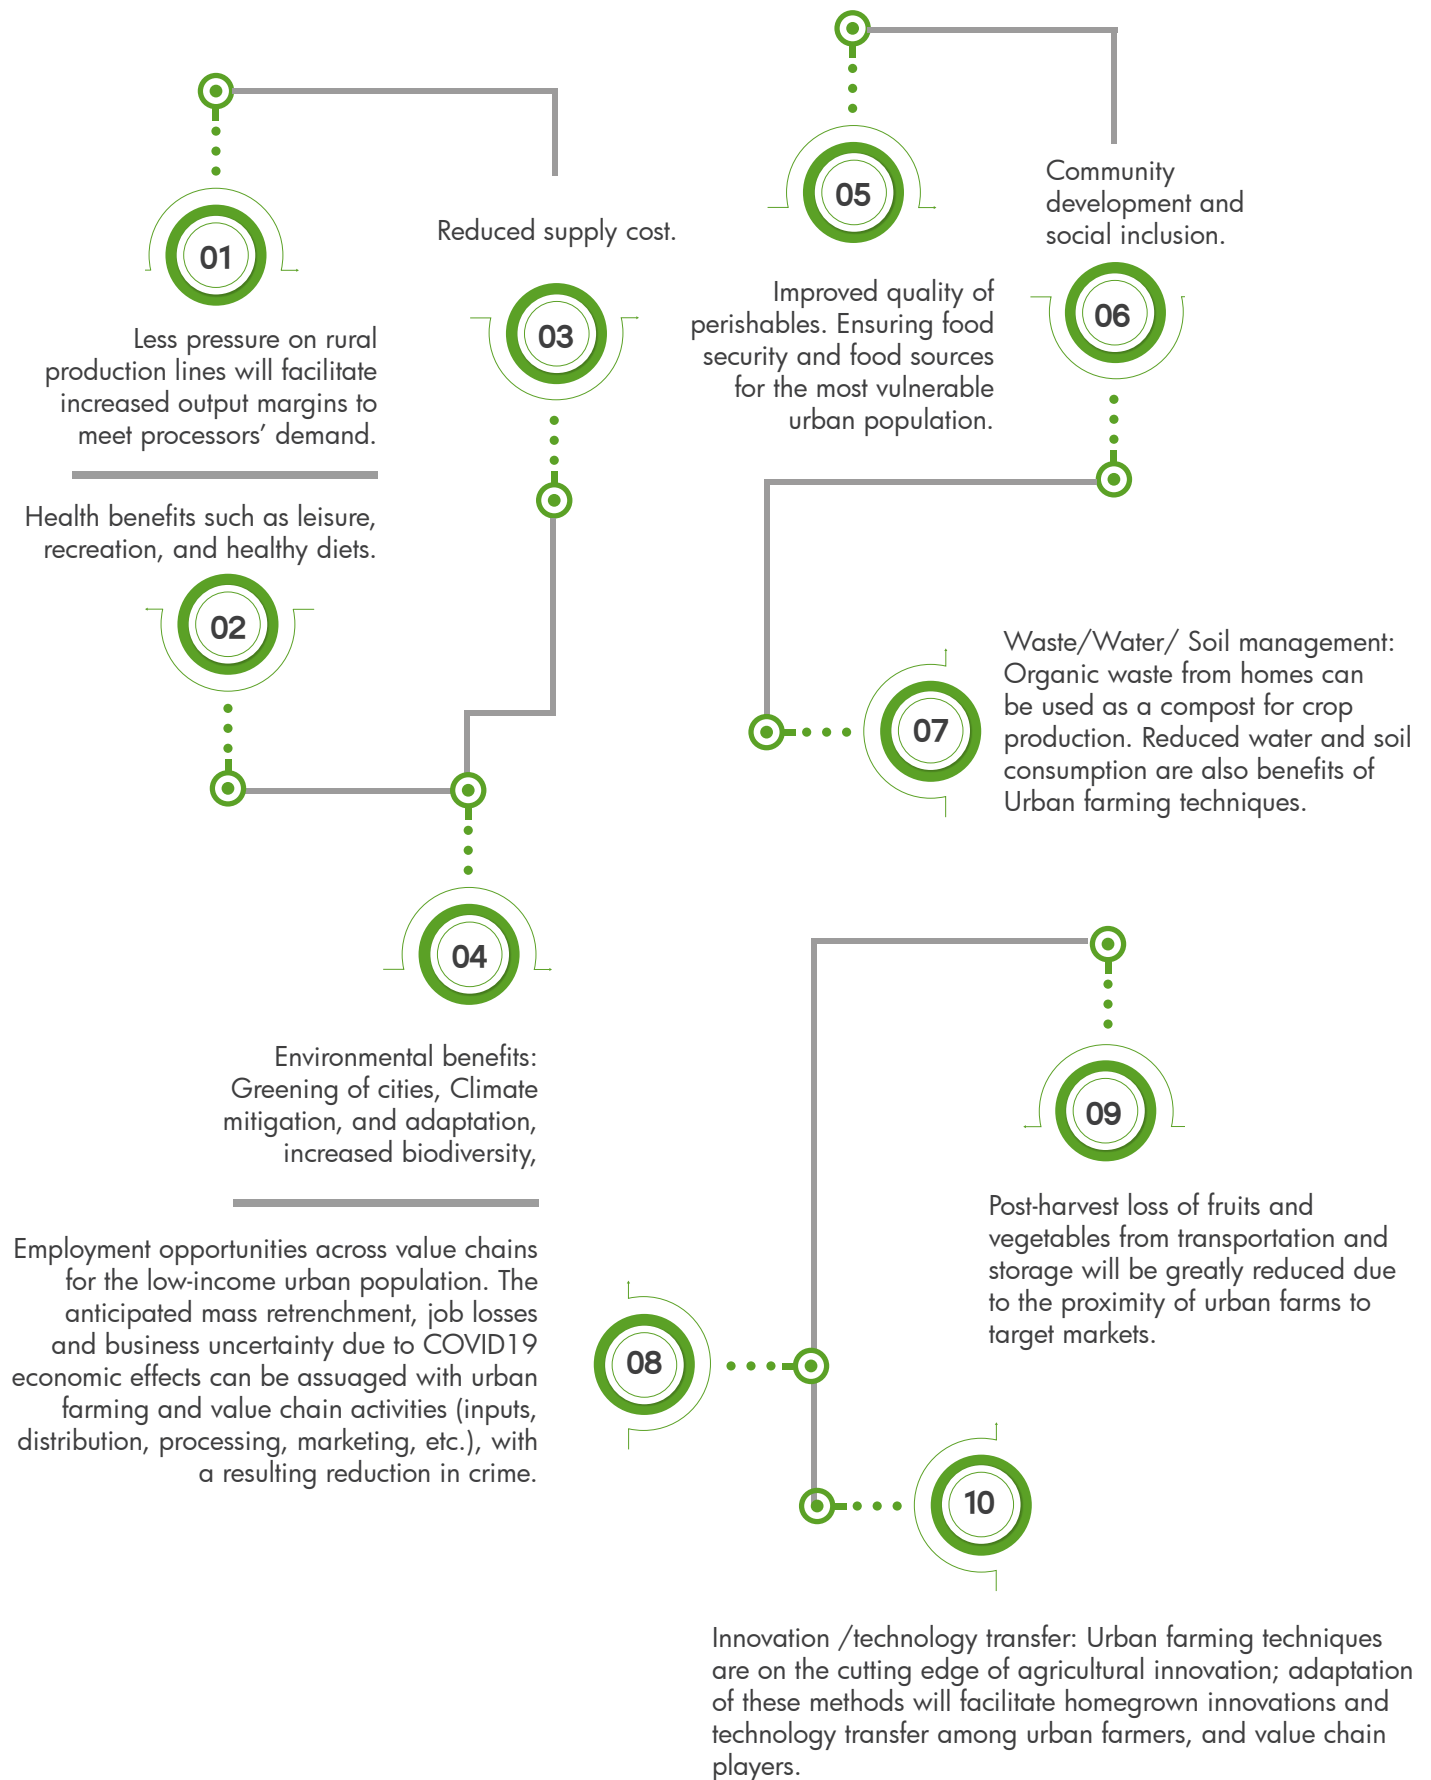 01
Less pressure on rural
production lines will facilitate
increased output margins to
meet processors’ demand.
Health benefits such as leisure,
recreation, and healthy diets.
02
Reduced supply cost.
03
04
Environmental benefits:
Greening of cities, Climate
mitigation, and adaptation,
increased biodiversity,
05
Improved quality of
perishables. Ensuring food
security and food sources
for the most vulnerable
urban population.
Community
development and
social inclusion.
06
07
Waste/Water/ Soil management:
Organic waste from homes can
be used as a compost for crop
production. Reduced water and soil
consumption are also benefits of
Urban farming techniques.
Employment opportunities across value chains
for the low-income urban population. The
anticipated mass retrenchment, job losses
and business uncertainty due to COVID19
economic effects can be assuaged with urban
farming and value chain activities (inputs,
distribution, processing, marketing, etc.), with
a resulting reduction in crime.
08
09
Post-harvest loss of fruits and
vegetables from transportation and
storage will be greatly reduced due
to the proximity of urban farms to
target markets.
10
Innovation /technology transfer: Urban farming techniques
are on the cutting edge of agricultural innovation; adaptation
of these methods will facilitate homegrown innovations and
technology transfer among urban farmers, and value chain
players.